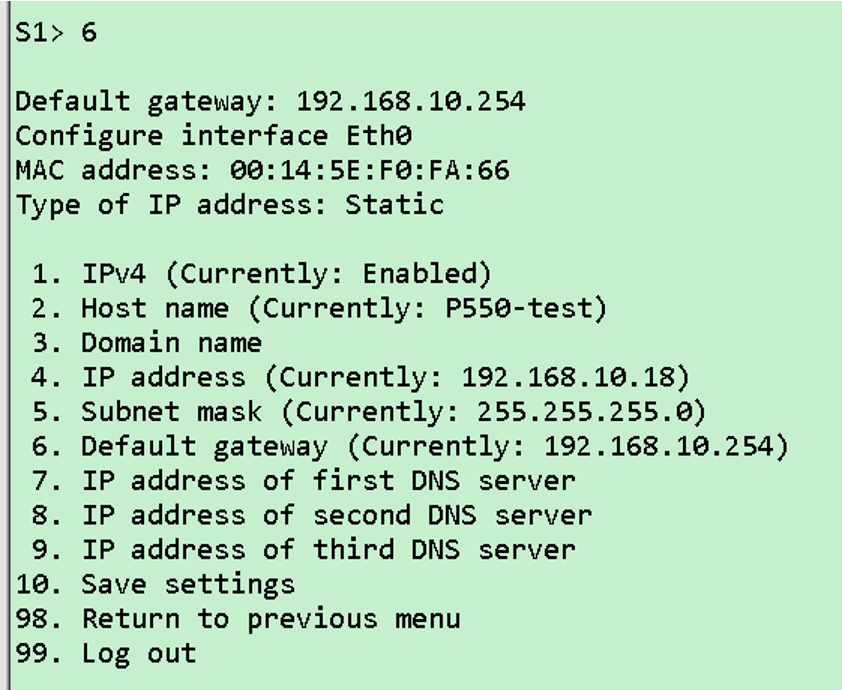 S1> 6
Default gateway: 192.168.10.254
Configure interface Eth0
MAC address: 00:14:5E:F0:FA:66
Type of IP address: Static
1. IPv4 (Currently: Enabled)
2. Host name (Currently: P550-test)
3. Domain name
4. IP address (Currently: 192.168.10.18)
5. Subnet mask (Currently: 255.255.255.0)
6. Default gateway (Currently: 192.168.10.254)
7. IP address of first DNS server
8. IP address of second DNS server
9. IP address of third DNS server
10. Save settings
98. Return to previous menu
99. Log out